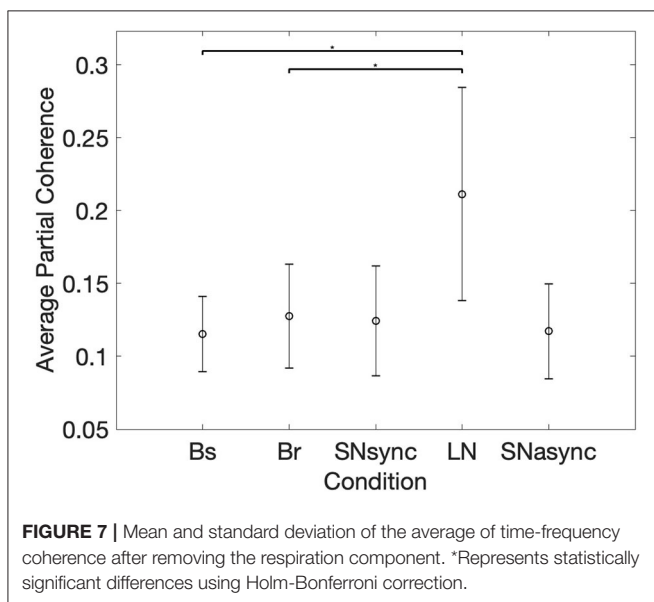 *
*
0.3
0.25
0.2
0.15
0.1
0.05
Average Partial Coherence
Bs Br SNsync LN SNasync
Condition
FIGURE 7 | Mean and standard deviation of the average of time-frequency
coherence after removing the respiration component. *Represents statistically
significant differences using Holm-Bonferroni correction.